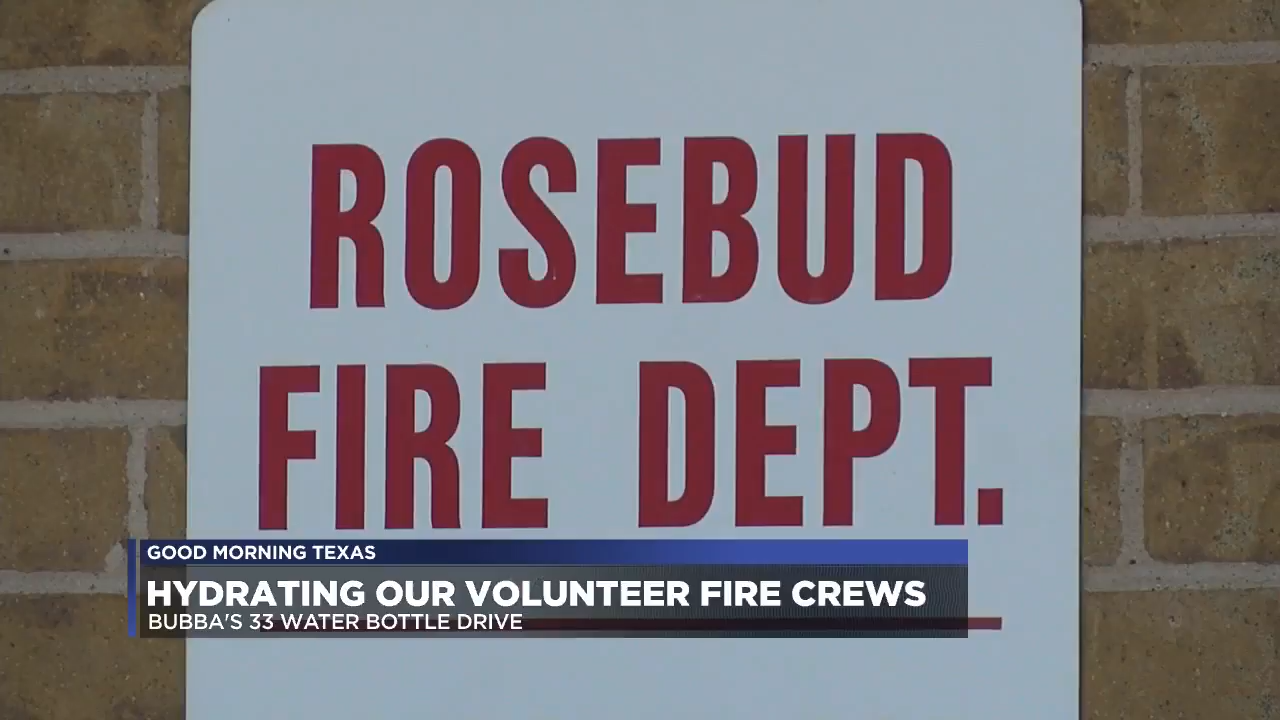 ROSEBUD
FIRE DEPT.
GOOD MORNING TEXAS
HYDRATING OUR VOLUNTEER FIRE CREWS
BUBBA'S 33 WATER BOTTLE DRIVE